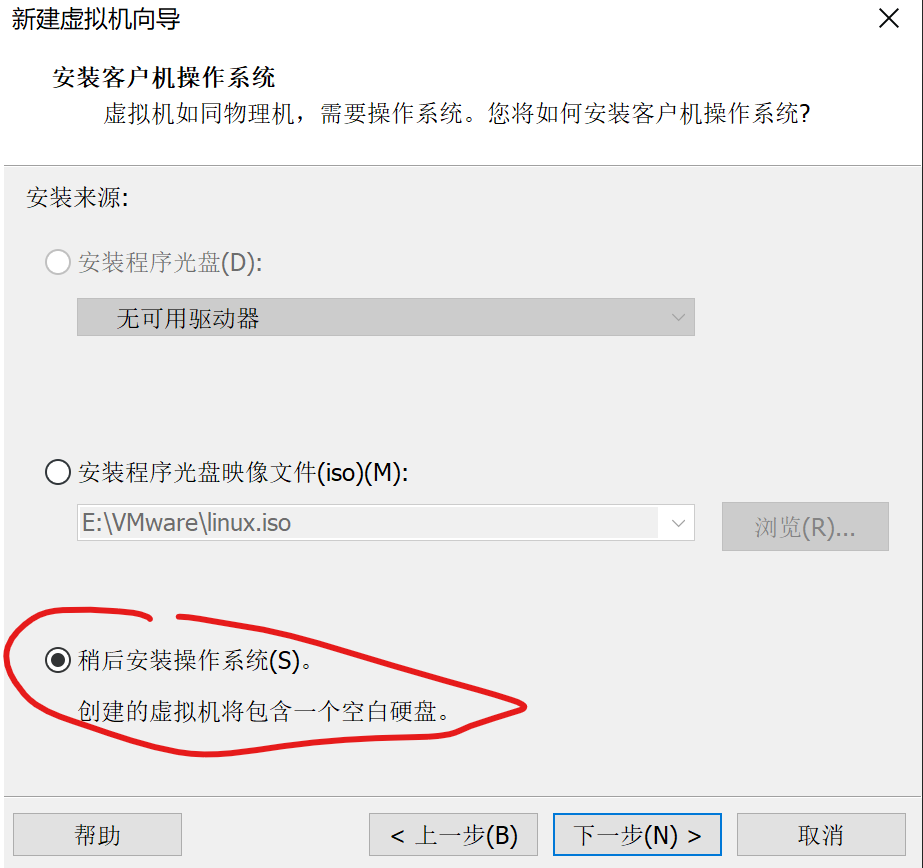 新建虚拟机向导
安装客户机操作系统
虚拟机如同物理机，需要操作系统。您将如何安装客户机操作系统?
安装来源:
安装程序光盘(D):
无可用驱动器
安装程序光盘映像文件(iso)(M):
E:\VMware\linux.iso
浏览(R)...
稍后安装操作系统(S)。
创建的虚拟机将包含一个空白硬盘。
帮助
< 上一步(B)
下一步(N) >
取消